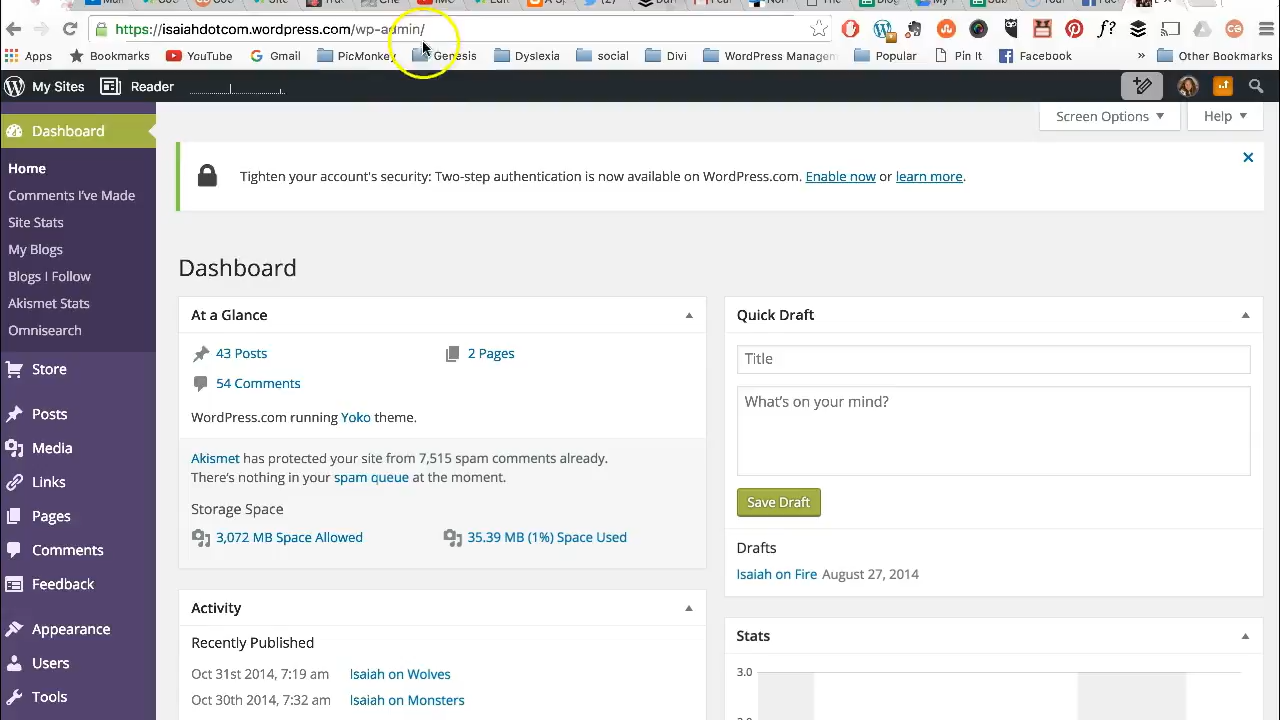 https://isaiahdotcom.wordpress.com/wp-admin/
Apps Bookmarks YouTube Gmail PicMonkey Genesis Dyslexia social Divi WordPress Managem Popular Pin It Facebook » Other Bookmarks
My Sites Reader
Screen Options Help
Dashboard
Home
Comments I've Made
Site Stats
My Blogs
Blogs I Follow
Akismet Stats
Omnisearch
Store
Posts
Media
Links
Pages
Comments
Feedback
Appearance
Users
Tools
Tighten your account's security: Two-step authentication is now available on WordPress.com. Enable now or learn more.
Dashboard
At a Glance
43 Posts
2 Pages
54 Comments
WordPress.com running Yoko theme.
Akismet has protected your site from 7,515 spam comments already.
There's nothing in your spam queue at the moment.
Storage Space
3,072 MB Space Allowed
35.39 MB (1%) Space Used
Activity
Recently Published
Oct 31st 2014, 7:19 am Isaiah on Wolves
Oct 30th 2014, 7:32 am Isaiah on Monsters
Quick Draft
Title
What's on your mind?
Save Draft
Drafts
Isaiah on Fire August 27, 2014
Stats
3.0